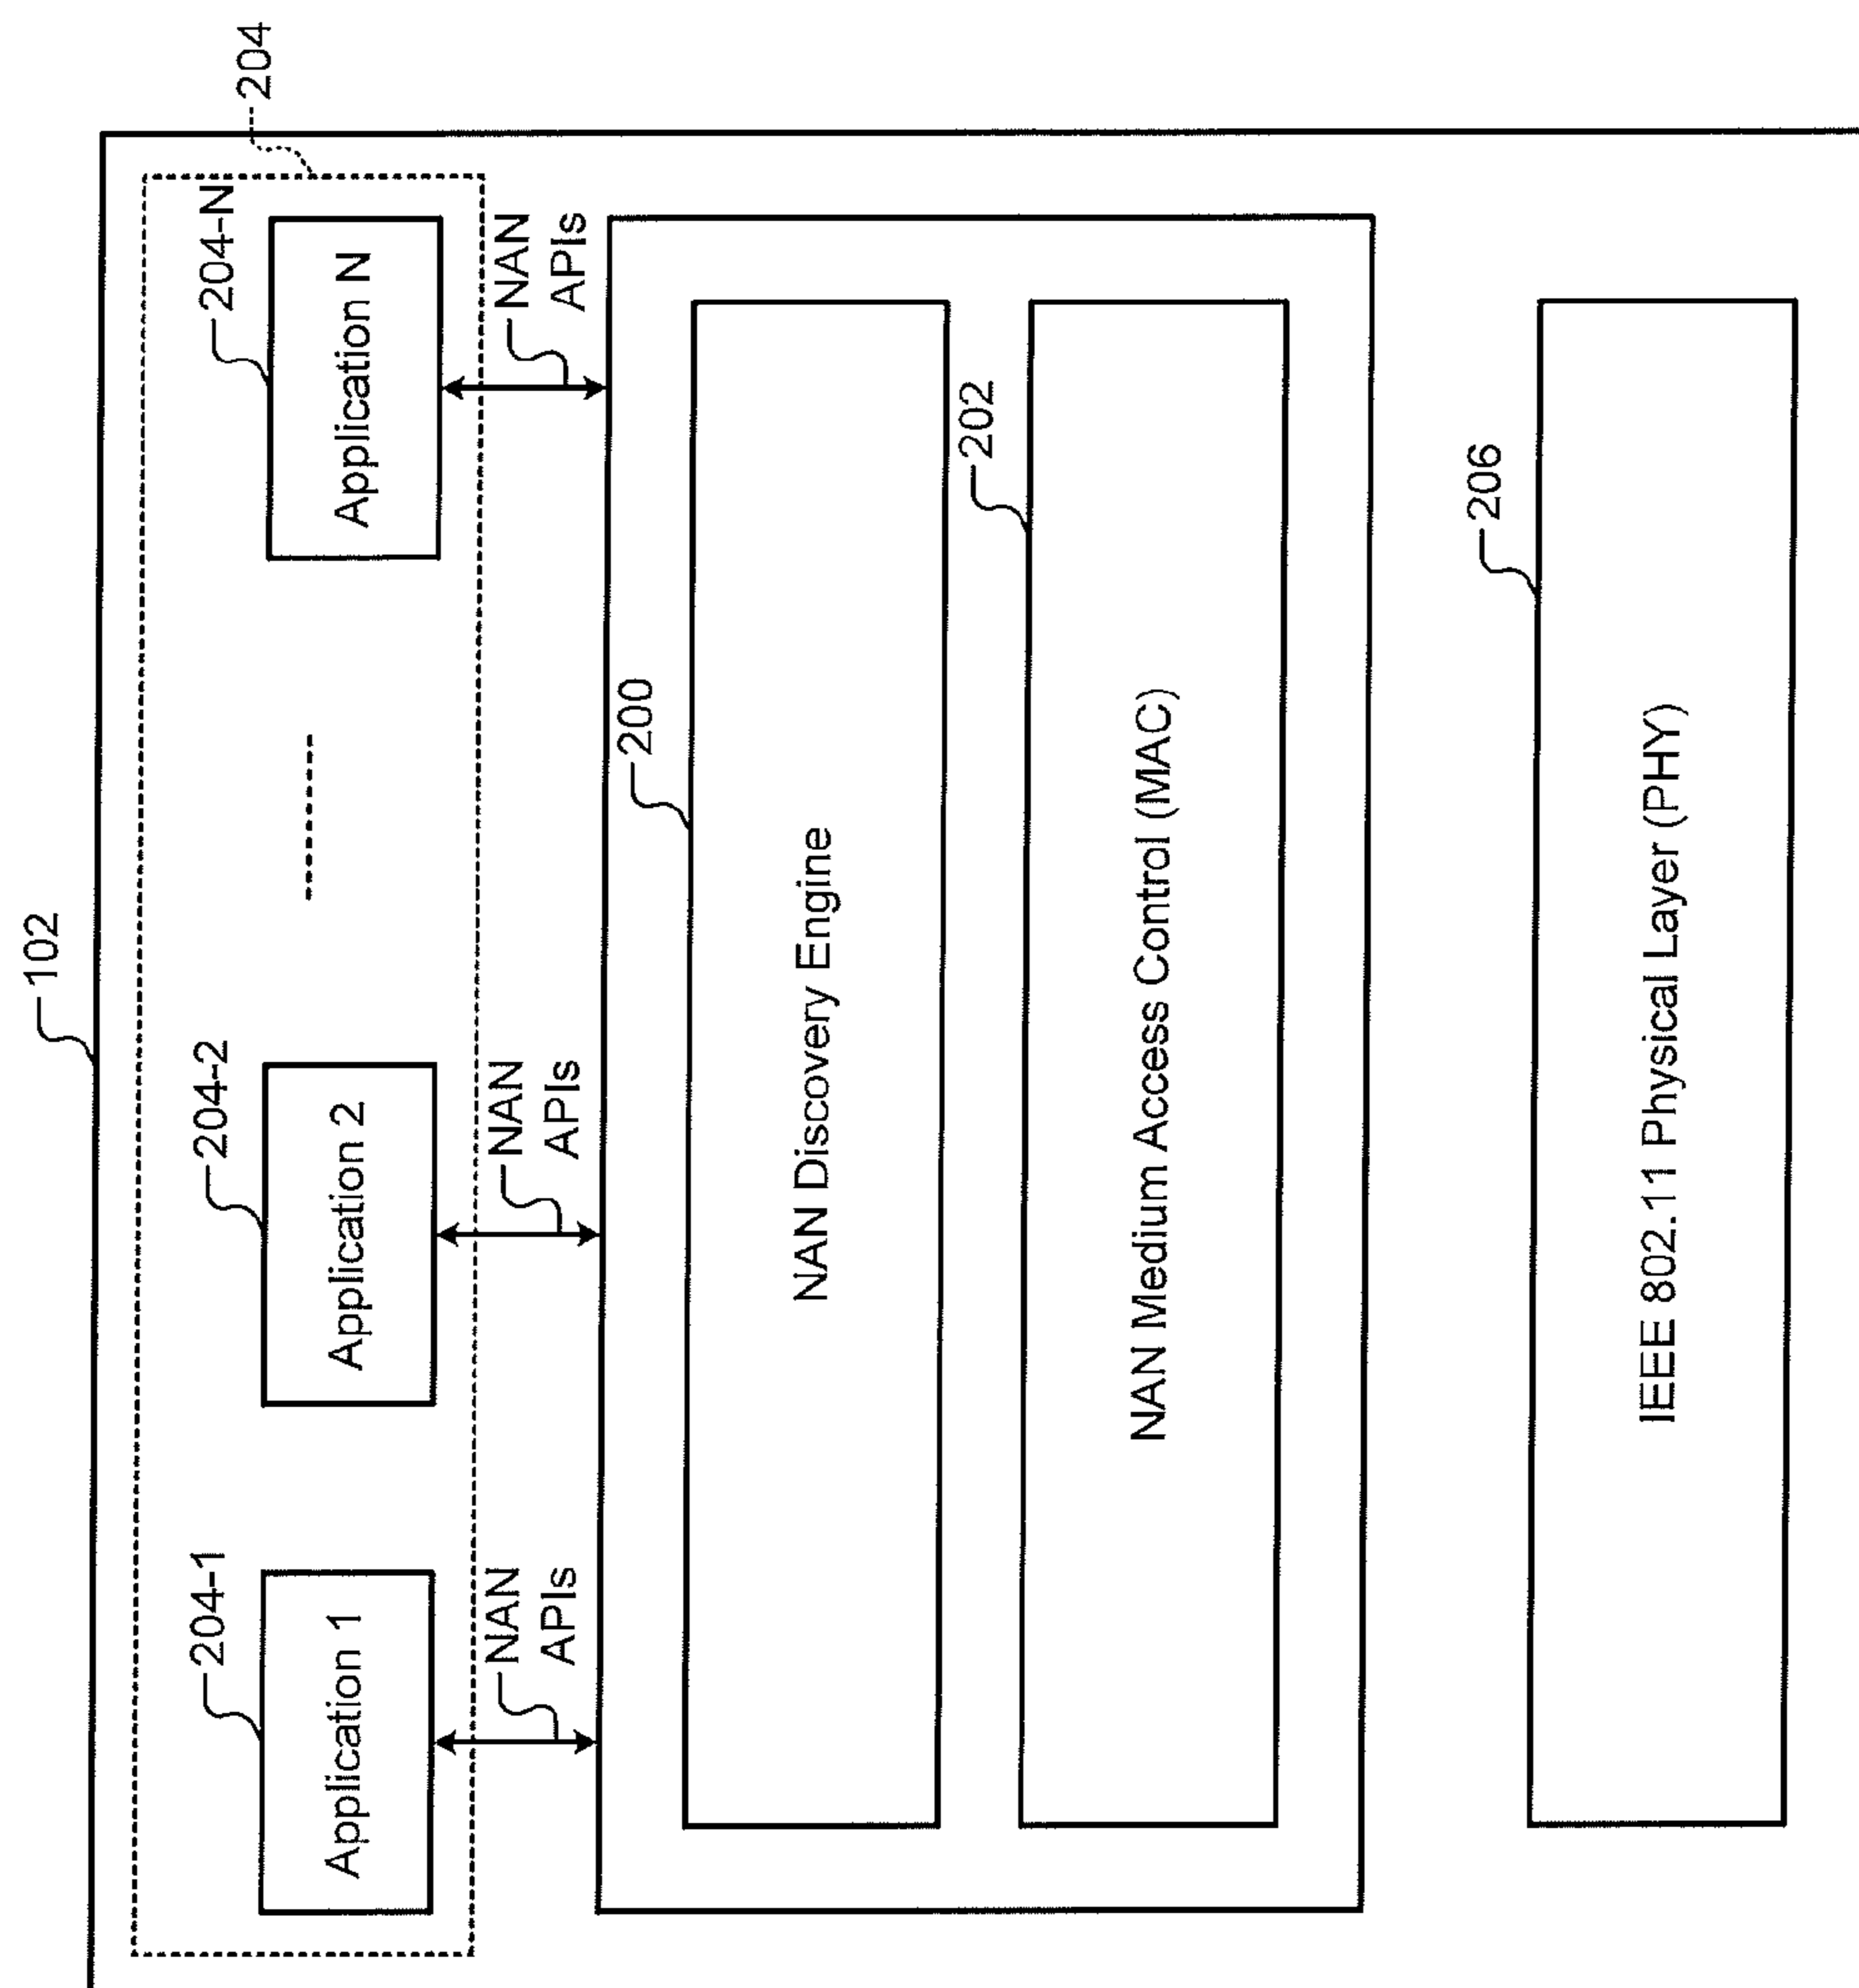 102
204
204-1
204-2
204-N
Application 1
Application 2
Application N
NAN
APIs
NAN
APIs
NAN
APIs
200
NAN Discovery Engine
202
NAN Medium Access Control (MAC)
206
IEEE 802.11 Physical Layer (PHY)